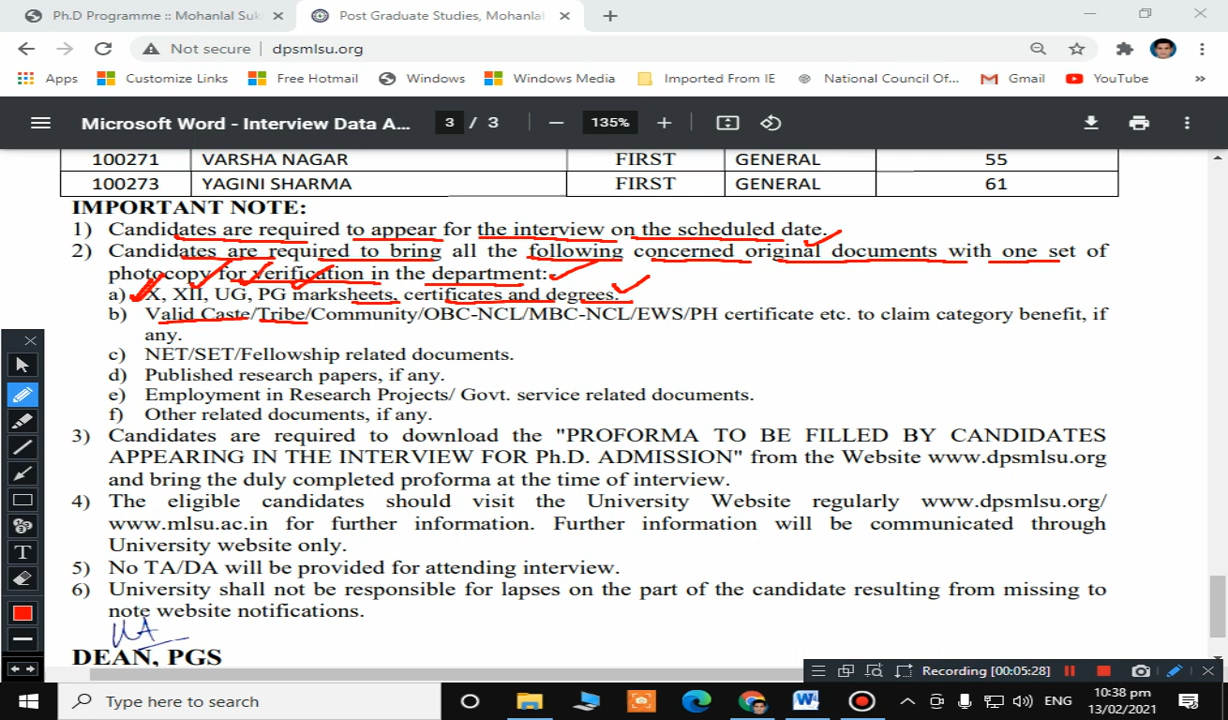 Ph.D Programme :: Mohanlal Suk
Post Graduate Studies, Mohanlal
Not secure | dpsmlsu.org
Apps Customize Links Free Hotmail Windows Windows Media Imported From IE National Council Of... Gmail YouTube »
Microsoft Word - Interview Data A... 3 / 3 135%
100271 VARSHA NAGAR FIRST GENERAL 55
100273 YAGINI SHARMA FIRST GENERAL 61
IMPORTANT NOTE:
1) Candidates are required to appear for the interview on the scheduled date.
2) Candidates are required to bring all the following concerned original documents with one set of
photocopy for verification in the department:-
a) X, XII, UG, PG marksheets, certificates and degrees.
b) Valid Caste/Tribe/Community/OBC-NCL/MBC-NCL/EWS/PH certificate etc. to claim category benefit, if
any.
c) NET/SET/Fellowship related documents.
d) Published research papers, if any.
e) Employment in Research Projects/ Govt. service related documents.
f) Other related documents, if any.
3) Candidates are required to download the "PROFORMA TO BE FILLED BY CANDIDATES
APPEARING IN THE INTERVIEW FOR Ph.D. ADMISSION" from the Website www.dpsmlsu.org
and bring the duly completed proforma at the time of interview.
4) The eligible candidates should visit the University Website regularly www.dpsmlsu.org/
www.mlsu.ac.in for further information. Further information will be communicated through
University website only.
5) No TA/DA will be provided for attending interview.
6) University shall not be responsible for lapses on the part of the candidate resulting from missing to
note website notifications.
DEAN, PGS
T
Recording [00:05:28]
Type here to search
ENG
10:38 pm
13/02/2021